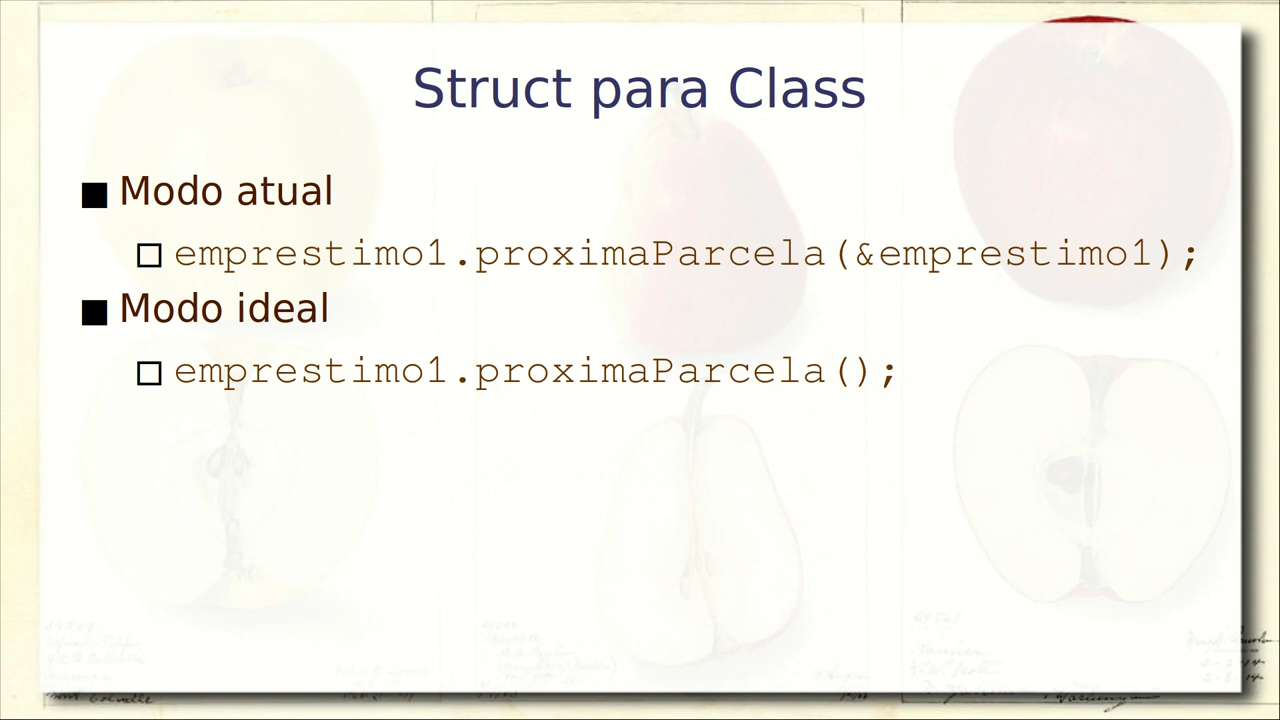 Struct para Class
Modo atual
emprestimo1.proximaParcela(&emprestimo1);
Modo ideal
emprestimo1.proximaParcela();